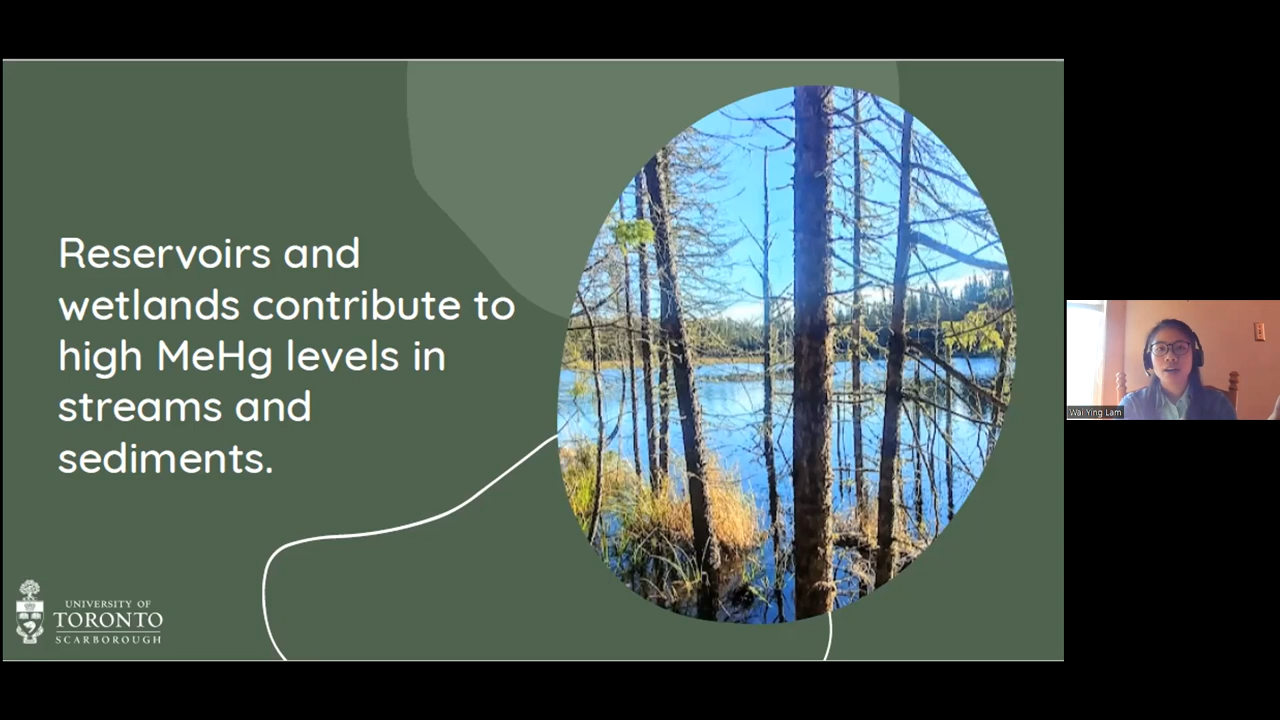 Reservoirs and
wetlands contribute to
high MeHg levels in
streams and
sediments.
UNIVERSITY OF
TORONTO
SCARBOROUGH
Wai Ying Lam